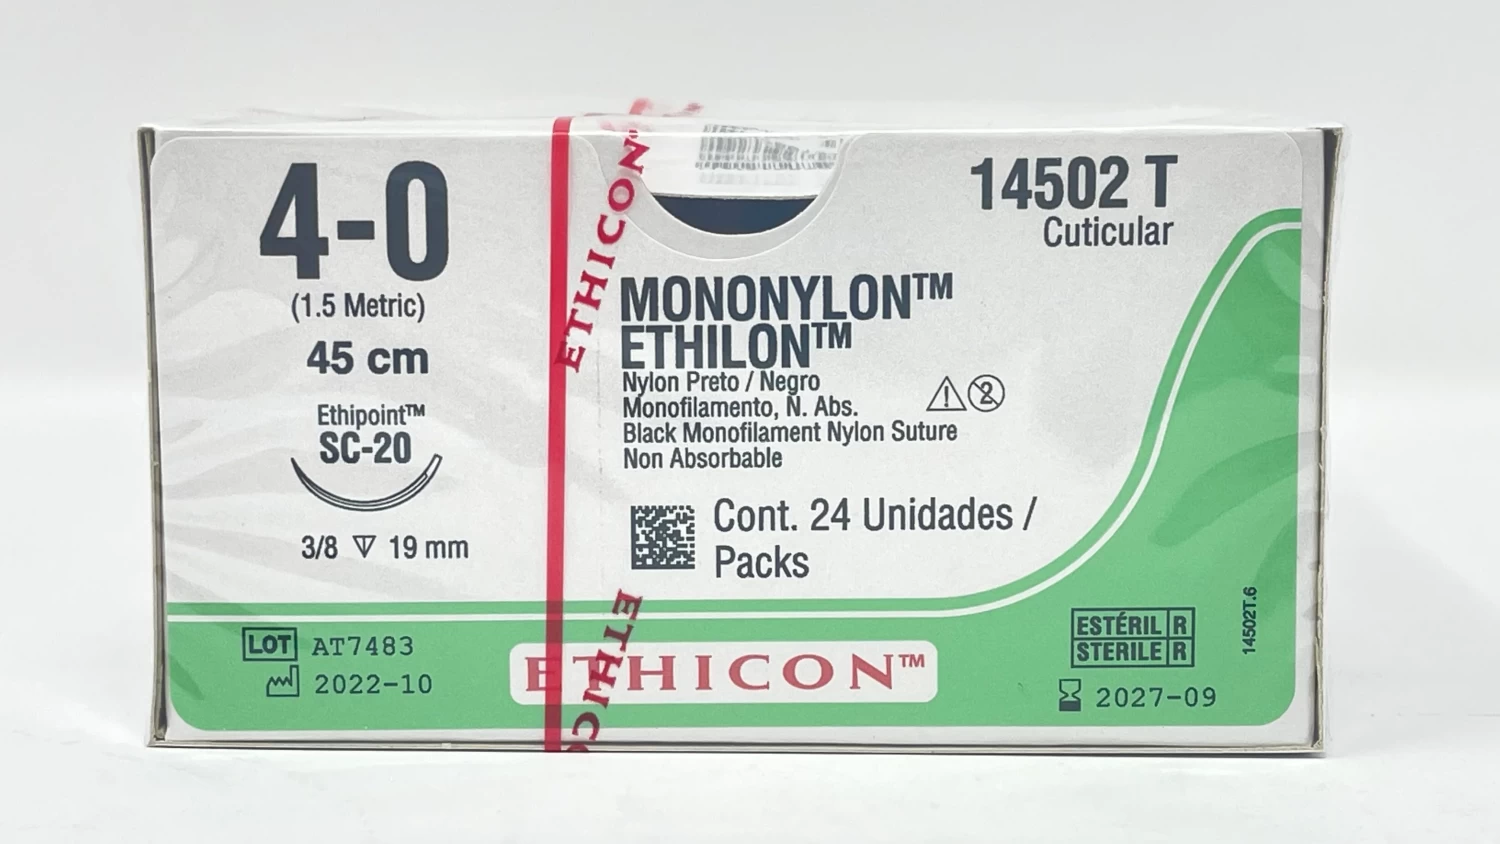 4-0
(1.5 Metric)
45 cm
Ethipoint™
SC-20
3/8 19 mm
ETHICON
14502 T
Cuticular
MONONYLON™
ETHILON™
Nylon Preto / Negro
Monofilamento, N. Abs.
Black Monofilament Nylon Suture
Non Absorbable
2
Cont. 24 Unidades /
Packs
LOT AT7483
2022-10
ETHICON™
ETHIC
ESTÉRIL R
STERILE R
2027-09
14502T.6